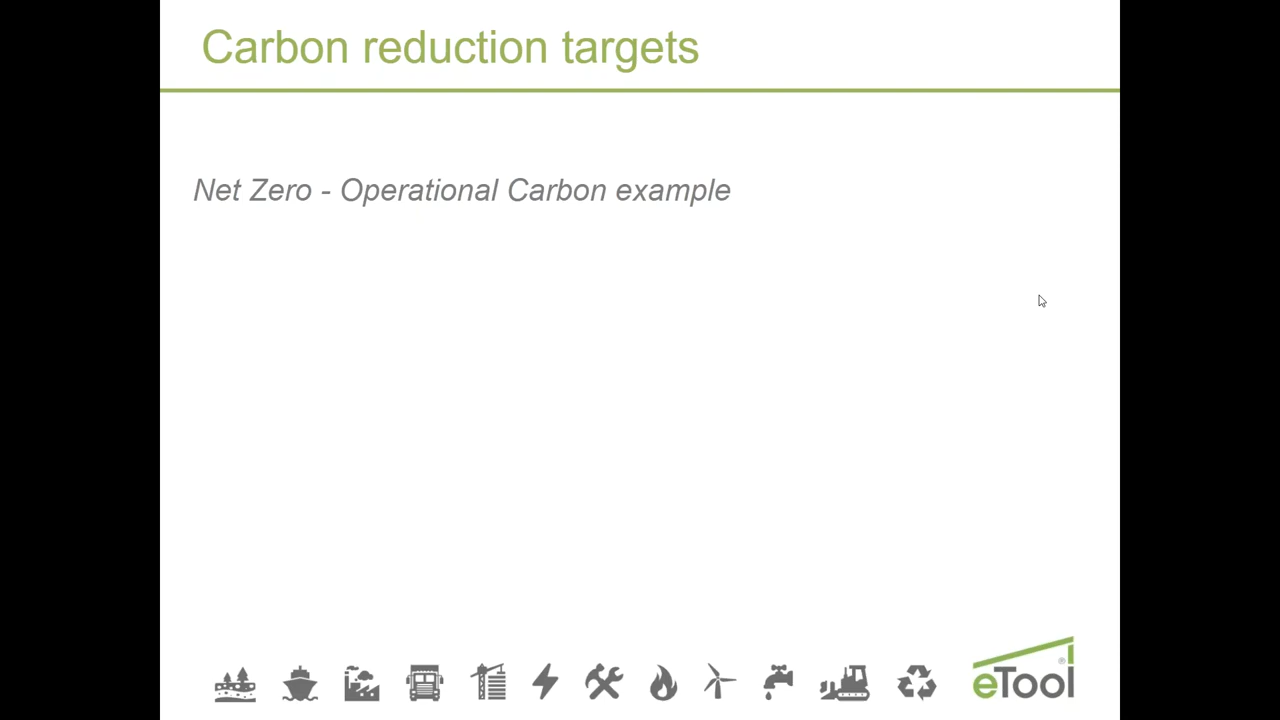 Carbon reduction targets
Net Zero - Operational Carbon example
eTool®